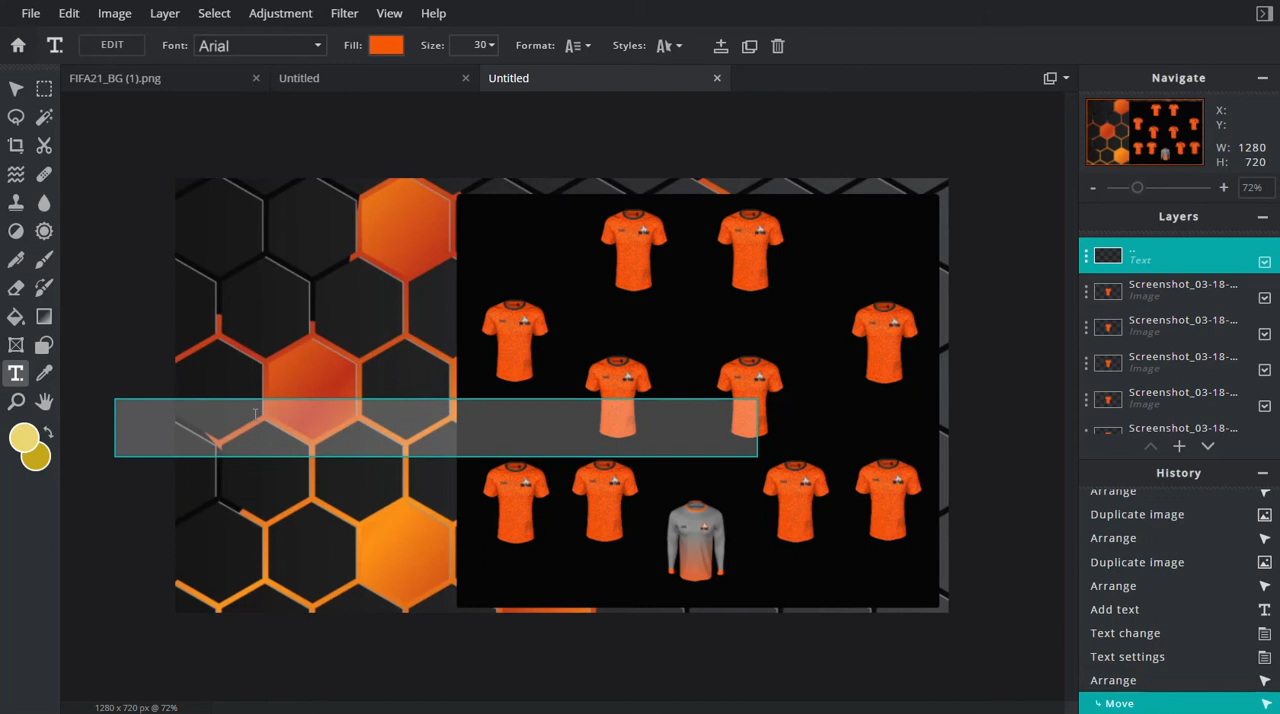 File Edit Image Layer Select Adjustment Filter View Help
EDIT Font: Arial Fill: Size: 30 Format: Styles:
FIFA21_BG (1).png Untitled Untitled
Navigate
X:
Y:
W: 1280
H: 720
72%
Layers
..
Text
Screenshot_03-18-...
Image
Screenshot_03-18-...
Image
Screenshot_03-18-...
Image
Screenshot_03-18-...
Image
Screenshot_03-18-...
History
Arrange
Duplicate image
Arrange
Duplicate image
Arrange
Add text
Text change
Text settings
Arrange
Move
1280 x 720 px @ 72%